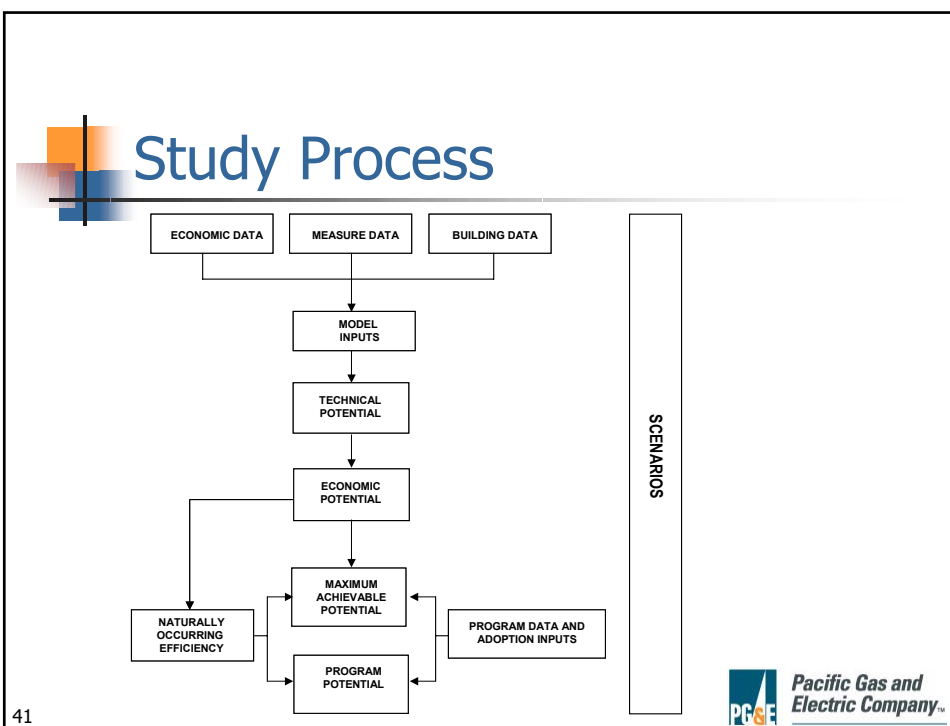 Study Process
ECONOMIC DATA
MEASURE DATA
BUILDING DATA
MODEL
INPUTS
TECHNICAL
POTENTIAL
ECONOMIC
POTENTIAL
MAXIMUM
ACHIEVABLE
POTENTIAL
NATURALLY
OCCURRING
EFFICIENCY
PROGRAM DATA AND
ADOPTION INPUTS
PROGRAM
POTENTIAL
SCENARIOS
41
PG&E
Pacific Gas and
Electric Company™